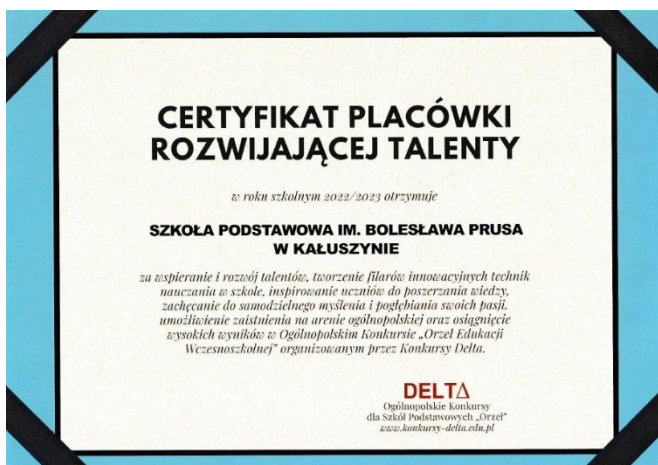 CERTYFIKAT PLACÓWKI
ROZWIJAJĄCEJ TALENTY
w roku szkolnym 2022/2023 otrzymuje
SZKOŁA PODSTAWOWA IM. BOLESŁAWA PRUSA
W KAŁUSZYNIE
za wspieranie i rozwój talentów, tworzenie filarów innowacyjnych technik
nauczania w szkole, inspirowanie uczniów do poszerzania wiedzy,
zachęcanie do samodzielnego myślenia i pogłębiania swoich pasji,
umożliwienie zaistnienia na arenie ogólnopolskiej oraz osiągnięcie
wysokich wyników w Ogólnopolskim Konkursie „Orzeł Edukacji
Wczesnoszkolnej" organizowanym przez Konkursy Delta.
DELTΔ
Ogólnopolskie Konkursy
dla Szkół Podstawowych „Orzeł"
www.konkursy-delta.edu.pl